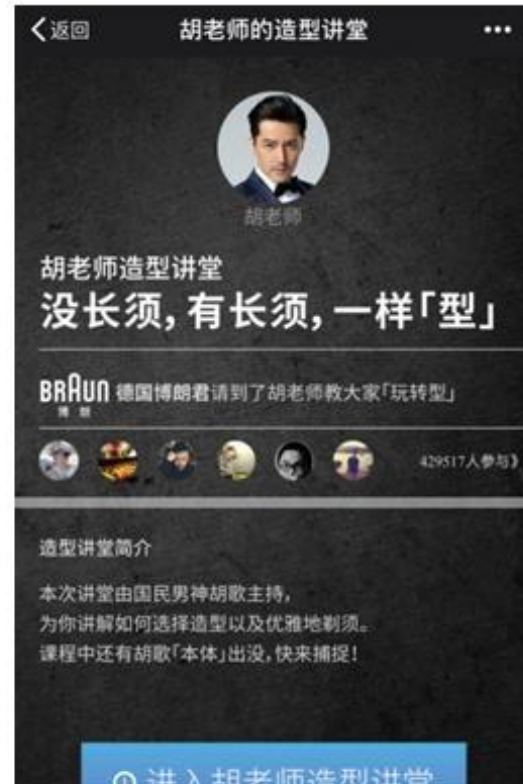 返回 胡老师的造型讲堂
胡老师
胡老师造型讲堂
没长须,有长须,一样「型」
BRAUN 德国博朗君请到了胡老师教大家「玩转型」
博朗
429517人参与》
造型讲堂简介
本次讲堂由国民男神胡歌主持,
为你讲解如何选择造型以及优雅地剃须。
课程中还有胡歌「本体」出没,快来捕捉!
进入胡老师造型讲堂